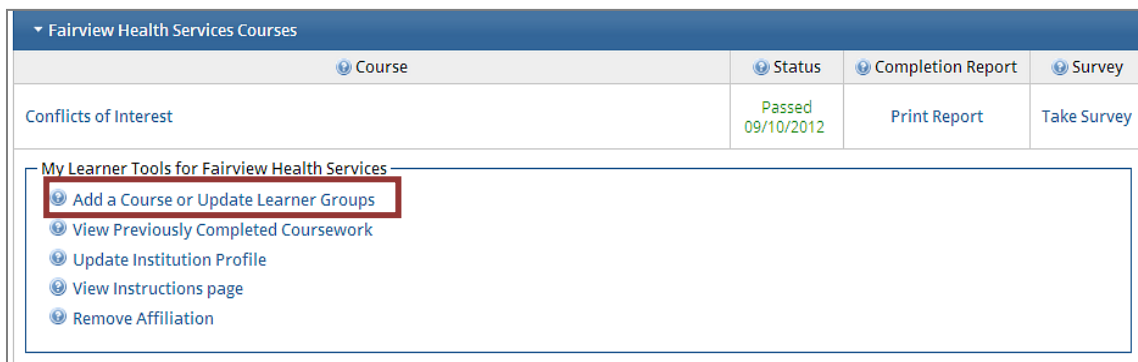 Fairview Health Services Courses
Course Status Completion Report Survey
Conflicts of Interest Passed 09/10/2012 Print Report Take Survey
My Learner Tools for Fairview Health Services
Add a Course or Update Learner Groups
View Previously Completed Coursework
Update Institution Profile
View Instructions page
Remove Affiliation